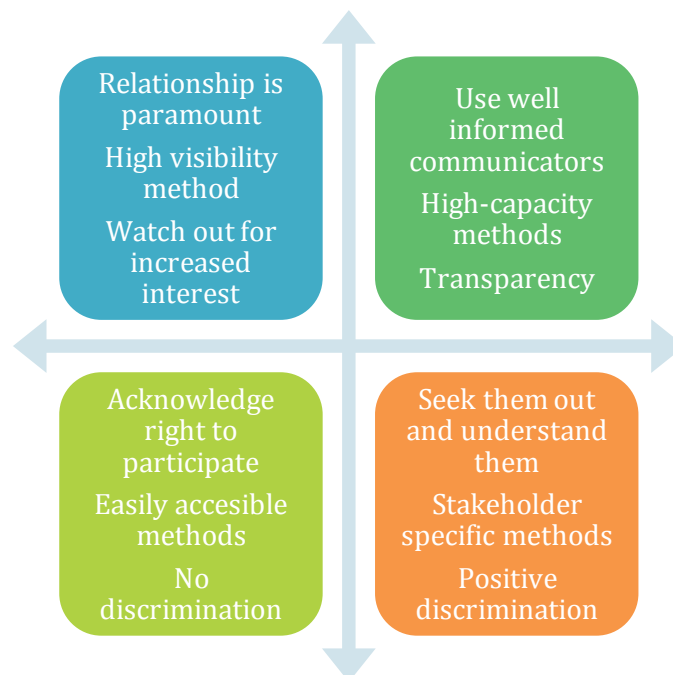 Relationship is
paramount
High visibility
method
Watch out for
increased
interest
Use well
informed
communicators
High-capacity
methods
Transparency
Acknowledge
right to
participate
Easily accesible
methods
No
discrimination
Seek them out
and understand
them
Stakeholder
specific methods
Positive
discrimination